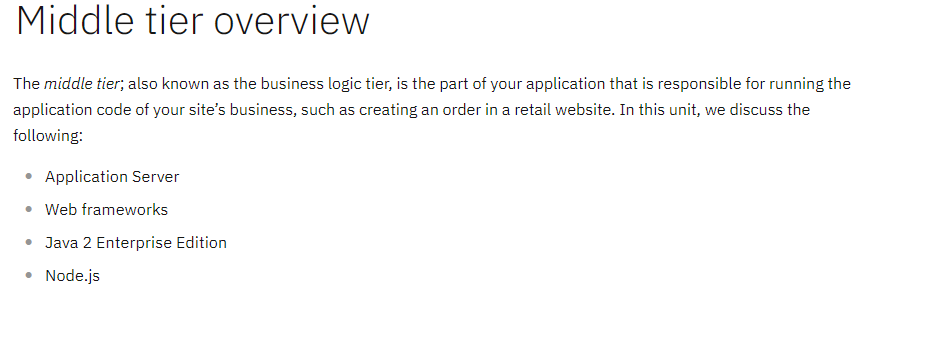 Middle tier overview
The middle tier; also known as the business logic tier, is the part of your application that is responsible for running the
application code of your site’s business, such as creating an order in a retail website. In this unit, we discuss the
following:
Application Server
Web frameworks
Java 2 Enterprise Edition
Node.js